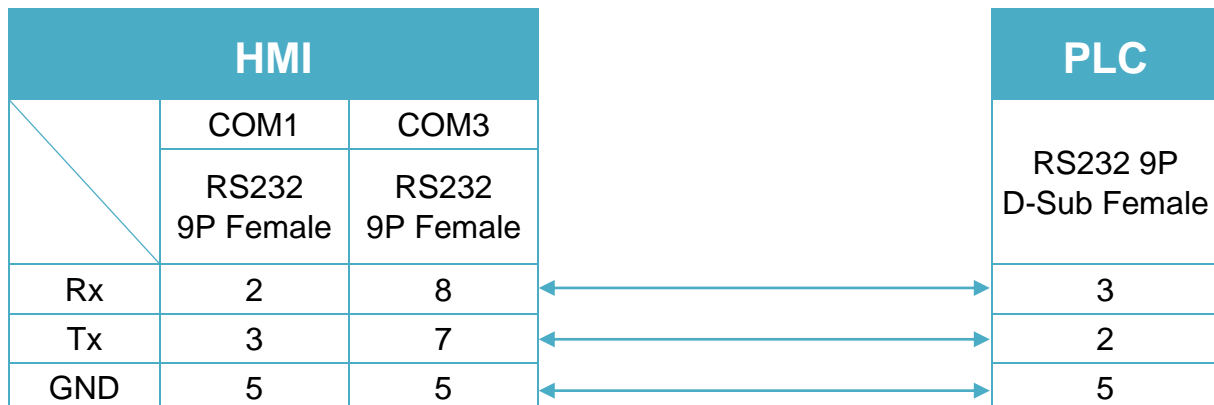 HMI PLC
COM1 COM3
RS232 9P Female RS232 9P Female RS232 9P D-Sub Female
Rx 2 8 3
Tx 3 7 2
GND 5 5 5